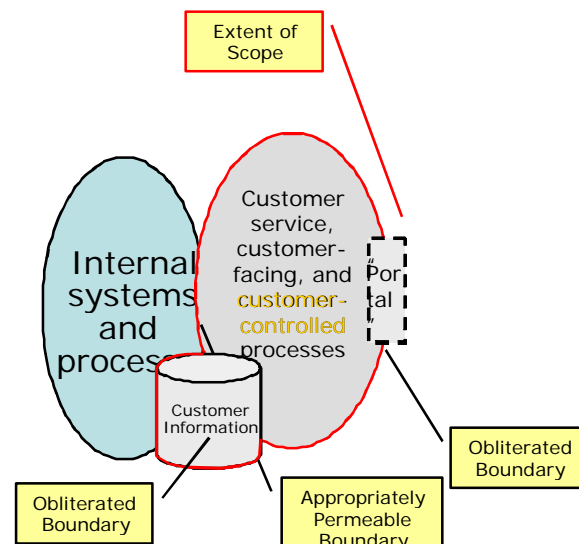 Extent of
Scope
Customer
service,
customer-
facing, and
customer-
controlled
processes
Internal
systems
and
process
“Por
tal
”
Customer
Information
Obliterated
Boundary
Obliterated
Boundary
Appropriately
Permeable
Boundary